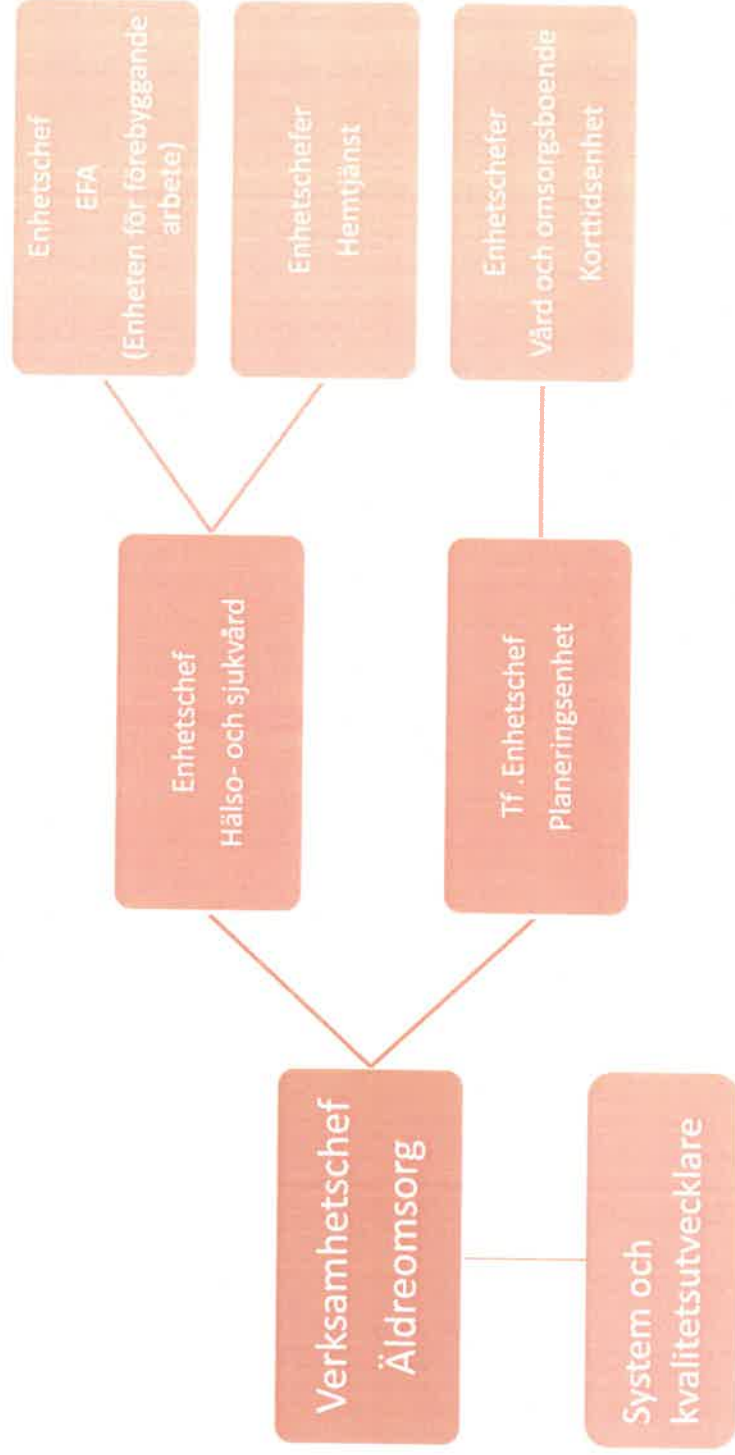 Verksamhetschef
Äldreomsorg
System och
kvalitetsutvecklare
Enhetschef
Hälso- och sjukvård
Tf .Enhetschef
Planeringsenhet
Enhetschef
EFA
(Enheten för förebyggande
arbete)
Enhetschefer
Hemtjänst
Enhetschefer
Vård och omsorgsboende
Korttidsenhet